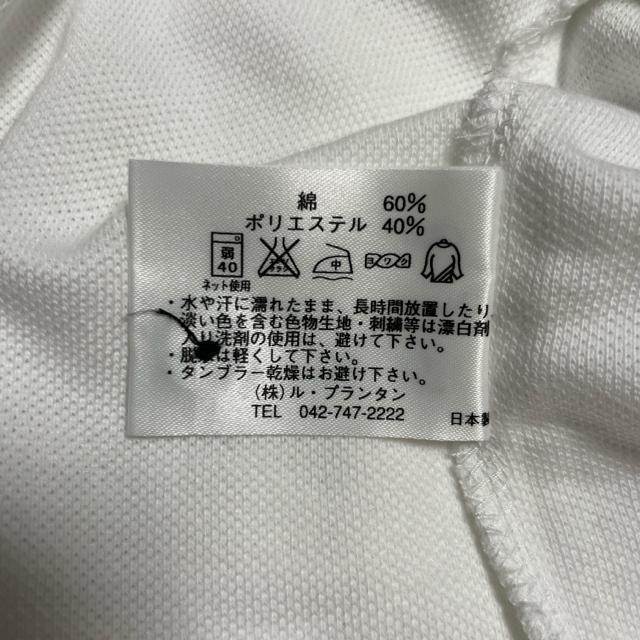 綿 60%
ポリエステル 40%
弱
40
中
ヨワク
ネット使用
・水や汗に濡れたまま、長時間放置したり
淡い色を含む色物生地・刺繍等は漂白剤
入り洗剤の使用は、避けて下さい。
・脱 は軽くして下さい。
・タンブラー乾燥はお避け下さい。
(株)ル・プランタン
TEL 042-747-2222
日本製